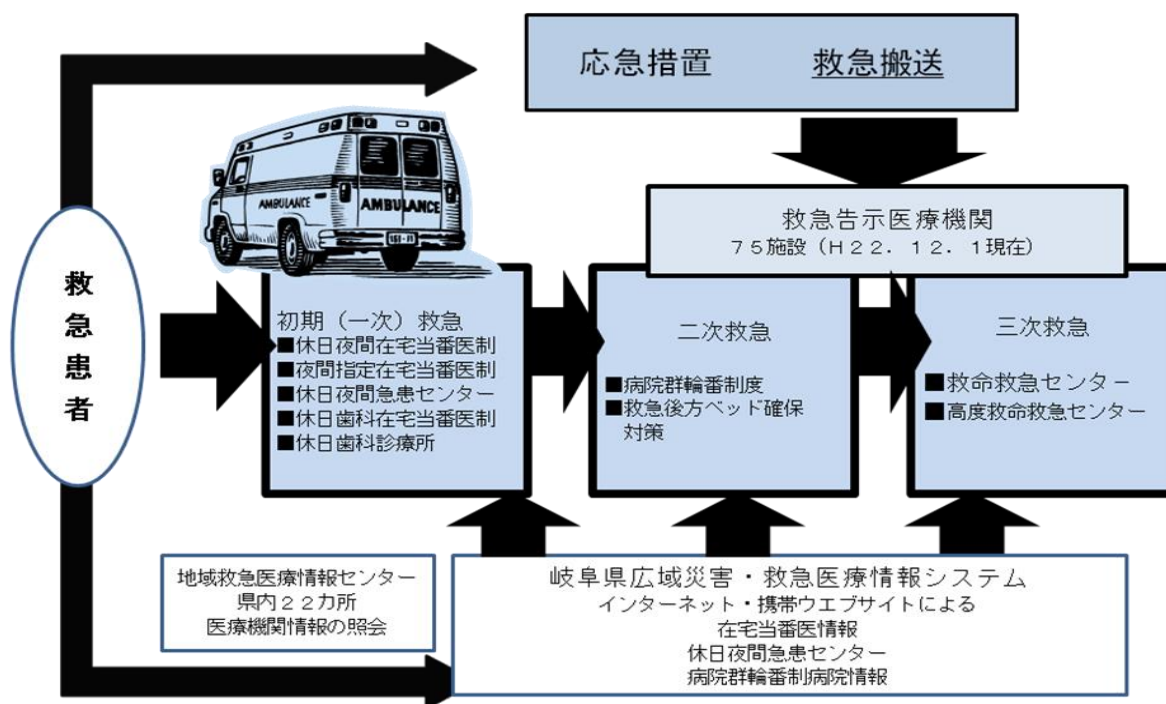 応急措置　救急搬送
AMBULANCE
AMBULANCE
救急告示医療機関
７５施設（Ｈ２２．１２．１現在）
救急患者
初期（一次）救急
■休日夜間在宅当番医制
■夜間指定在宅当番医制
■休日夜間急患センター
■休日歯科在宅当番医制
■休日歯科診療所
二次救急
■病院群輪番制度
■救急後方ベッド確保
対策
三次救急
■救命救急センター
■高度救命救急センター
地域救急医療情報センター
県内２２カ所
医療機関情報の照会
岐阜県広域災害・救急医療情報システム
インターネット・携帯ウエブサイトによる
在宅当番医情報
休日夜間急患センター
病院群輪番制病院情報